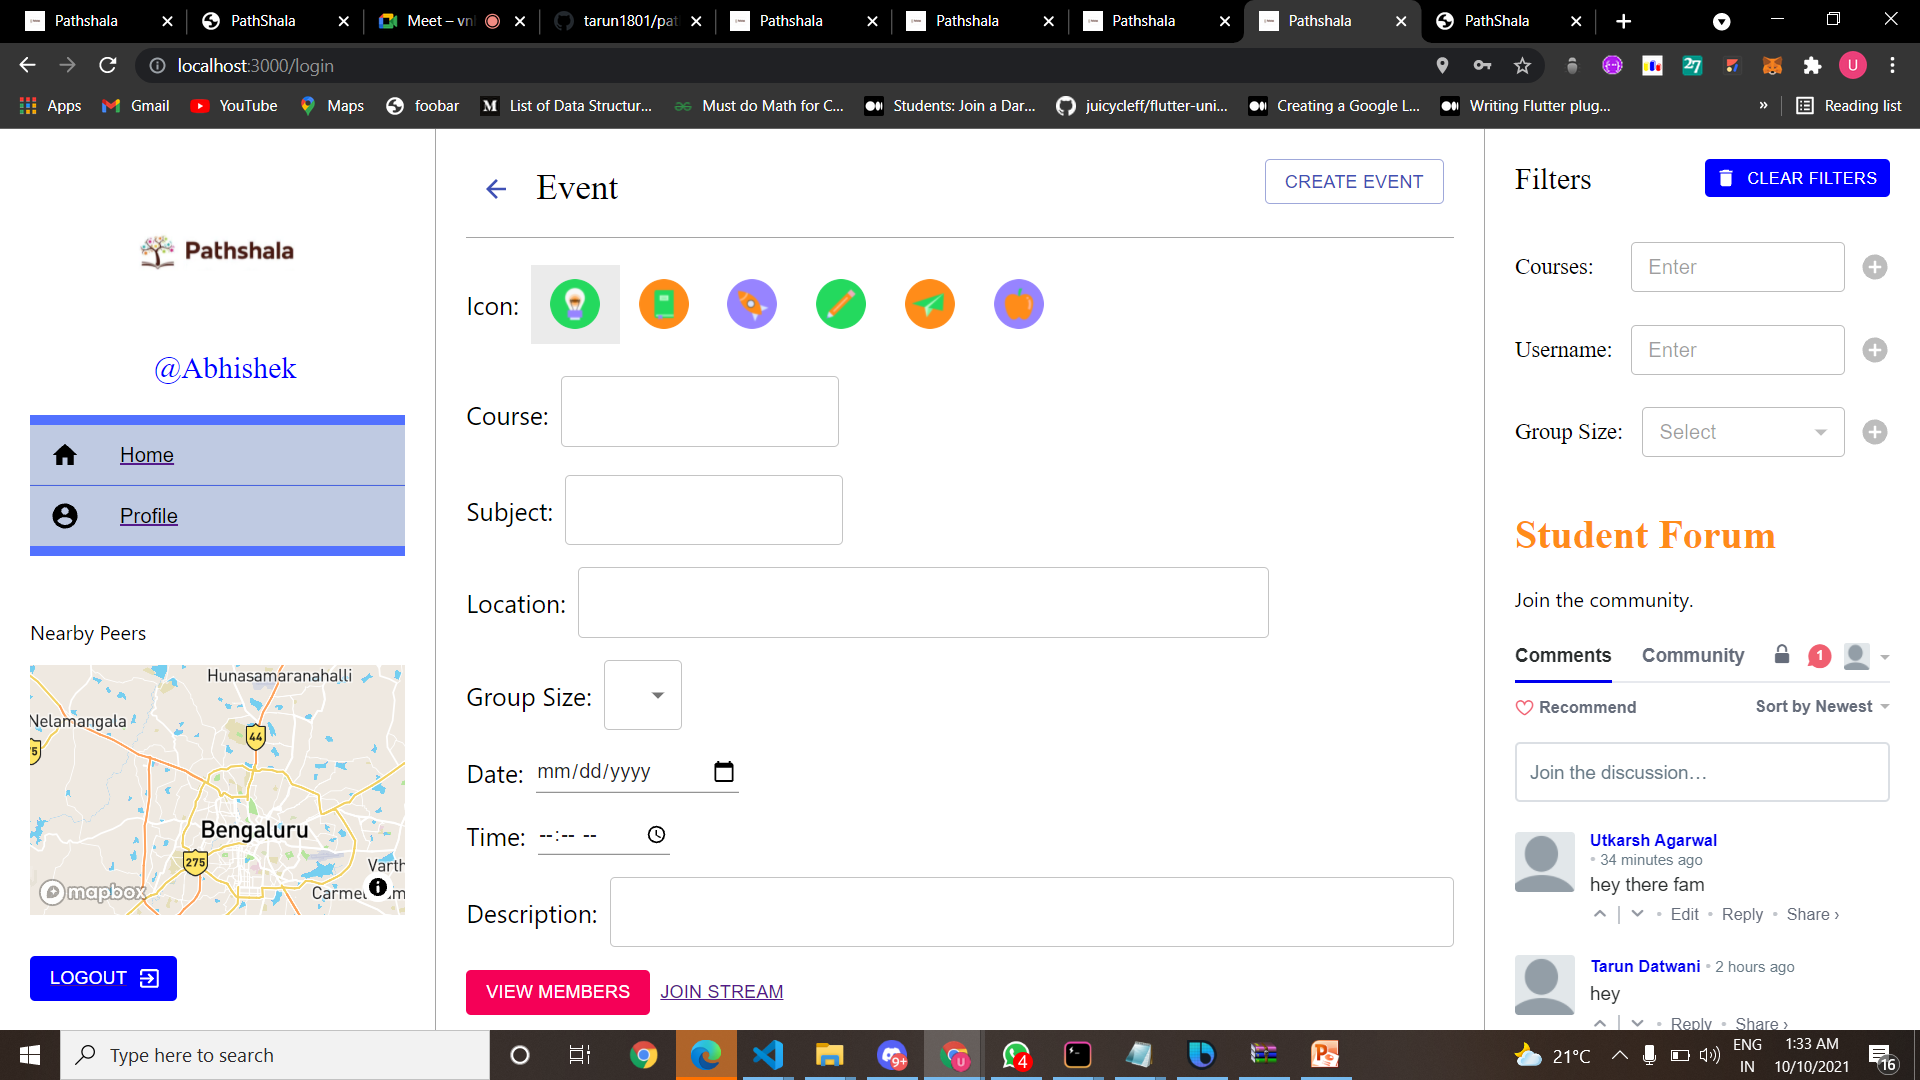 Pathshala
PathShala
Meet – vn
tarun1801/pat
Pathshala
Pathshala
Pathshala
Pathshala
PathShala
localhost:3000/login
27
U
Apps
Gmail
YouTube
Maps
foobar
List of Data Structur...
Must do Math for C...
Students: Join a Dar...
juicycleff/flutter-uni...
Creating a Google L...
Writing Flutter plug...
»
Reading list
Pathshala
@Abhishek
Home
Profile
Nearby Peers
Hunasamaranahalli
Nelamangala
44
75
Bengaluru
275
Varth
Carme
m
mapbox
LOGOUT
Event
CREATE EVENT
Icon:
Course:
Subject:
Location:
Group Size:
Date: mm/dd/yyyy
Time: --:-- --
Description:
VIEW MEMBERS JOIN STREAM
Filters
CLEAR FILTERS
Courses: Enter
Username: Enter
Group Size: Select
Student Forum
Join the community.
Comments Community 1
Recommend Sort by Newest
Join the discussion…
Utkarsh Agarwal
• 34 minutes ago
hey there fam
• Edit • Reply • Share ›
Tarun Datwani • 2 hours ago
hey
• Reply • Share ›
Type here to search
9+
U
4
21°C
ENG
IN
1:33 AM
10/10/2021
16